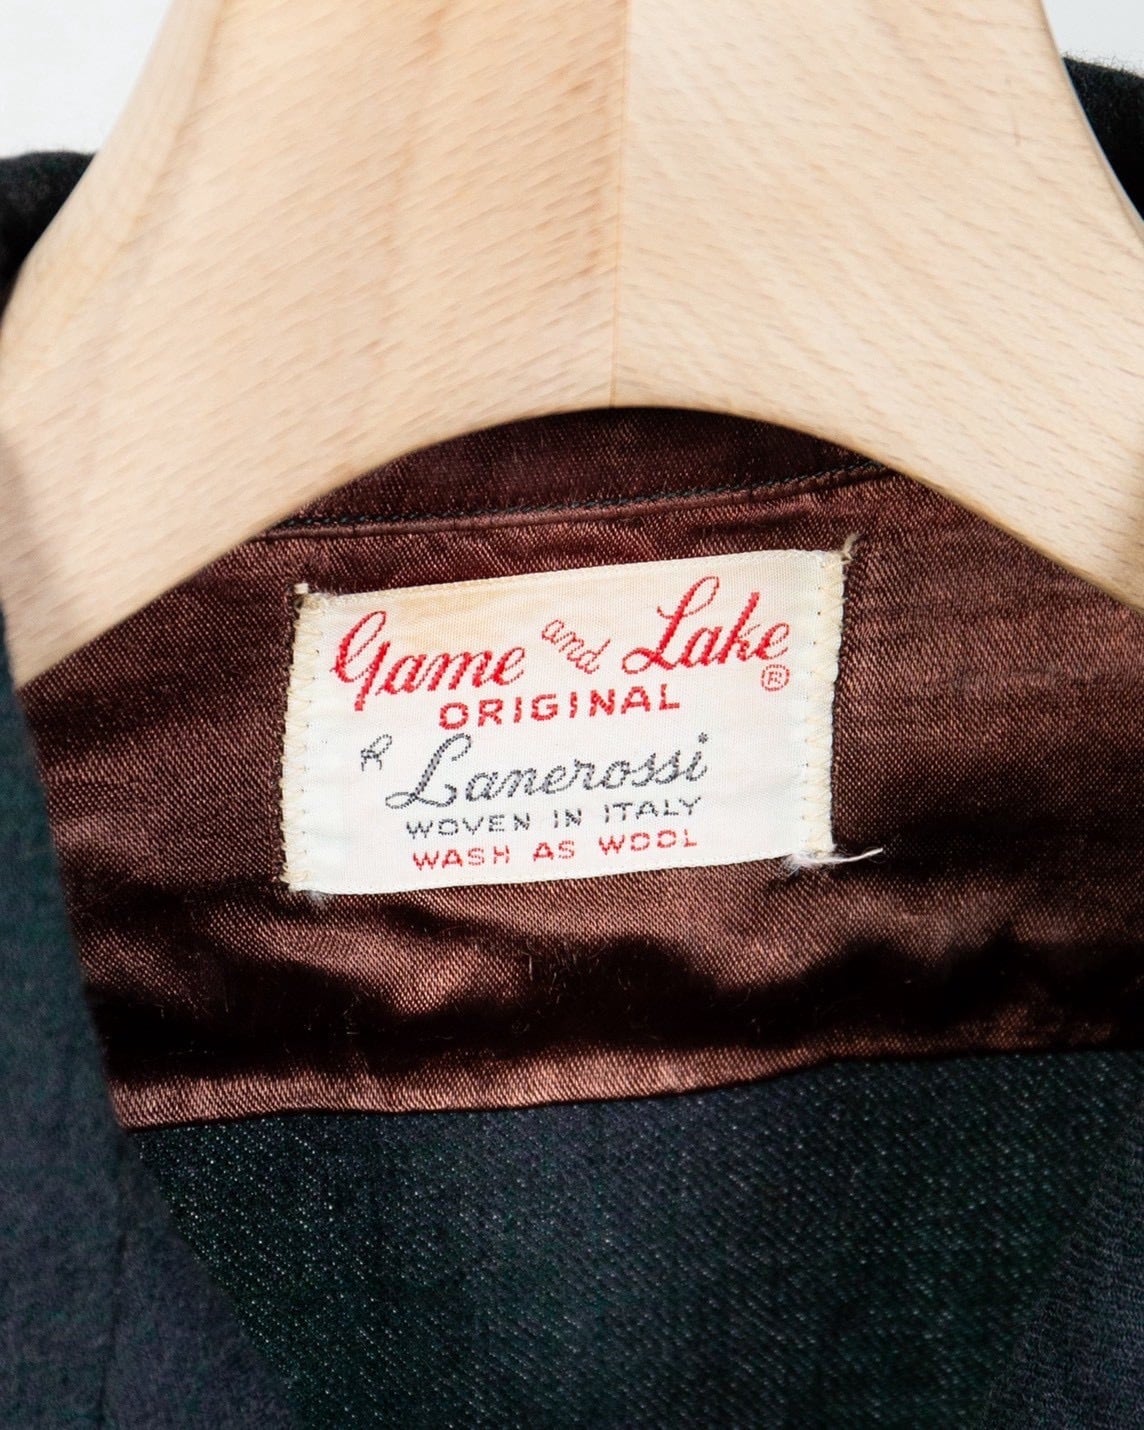 Game and Lake ®
ORIGINAL
R Lanerossi
WOVEN IN ITALY
WASH AS WOOL